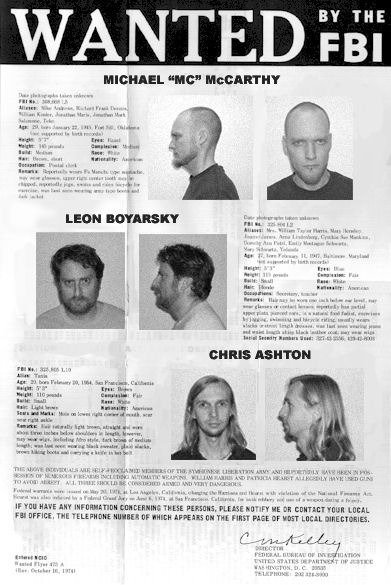 WANTED BY THE FBI
MICHAEL "MC" McCARTHY
Date photographs taken unknown
FBI No.: 308,668 L5
Aliases: Mike Andrews, Richard Frank Dennis,
William Kinder, Jonathan Maris, Jonathan Mark
Salamone, Teko
Age: 29, born January 22, 1945, Fort Sill, Oklahoma
(not supported by birth records)
Height: 5'7" Eyes: Hazel
Weight: 145 pounds Complexion: Medium
Build: Medium Race: White
Hair: Brown, short Nationality: American
Occupation: Postal clerk
Remarks: Reportedly wears Fu Manchu type mustache,
may wear glasses, upper right center tooth may be
chipped, reportedly jogs, swims and rides bicycle for
exercise, was last seen wearing army type boots and
dark jacket
LEON BOYARSKY
Date photographs taken unknown
FBI No.: 325,804 L2
Aliases: Mrs. William Taylor Harris, Mary Hensley,
Joanne James, Anna Lindenberg, Cynthia Sue Mankins,
Dorothy Ann Petri, Emily Montague Schwartz,
Mary Schwartz, Yolanda
Age: 27, born February 11, 1947, Baltimore, Maryland
(not supported by birth records)
Height: 5'3" Eyes: Blue
Weight: 115 pounds Complexion: Fair
Build: Small Race: White
Hair: Blonde Nationality: American
Occupations: Secretary, teacher
Remarks: Hair may be worn one inch below ear level, may
wear glasses or contact lenses; reportedly has partial
upper plate, pierced ears, is a natural food fadist, exercises
by jogging, swimming and bicycle riding, usually wears
slacks or street length dresses, was last seen wearing jeans
and waist length shiny black leather coat; may wear wigs
Social Security Numbers Used:
CHRIS ASHTON
FBI No.: 325,805 L10
Alias: Tania
Age: 20, born February 20, 1954, San Francisco, California
Height: 5'3" Eyes: Brown
Weight: 110 pounds Complexion: Fair
Build: Small Race: White
Hair: Light brown Nationality: American
Scars and Marks: Mole on lower right corner of mouth, scar
near right ankle
Remarks: Hair naturally light brown, straight and worn
about three inches below shoulders in length, however,
may wear wigs, including Afro style, dark brown of medium
length; was last seen wearing black sweater, plaid slacks,
brown hiking boots and carrying a knife in her belt
THE ABOVE INDIVIDUALS ARE SELF-PROCLAIMED MEMBERS OF THE SYMBIONESE LIBERATION ARMY AND REPORTEDLY HAVE BEEN IN POS-
SESSION OF NUMEROUS FIREARMS INCLUDING AUTOMATIC WEAPONS. WILLIAM HARRIS AND PATRICIA HEARST ALLEGEDLY HAVE USED GUNS
TO AVOID ARREST. ALL THREE SHOULD BE CONSIDERED ARMED AND VERY DANGEROUS.
Federal warrants were issued on May 20, 1974, at Los Angeles, California, charging the Harrises and Hearst with violation of the National Firearms Act.
Hearst was also indicted by a Federal Grand Jury on June 6, 1974, at San Francisco, California, for bank robbery and use of a weapon during a felony.
IF YOU HAVE ANY INFORMATION CONCERNING THESE PERSONS, PLEASE NOTIFY ME OR CONTACT YOUR LOCAL
FBI OFFICE. THE TELEPHONE NUMBER OF WHICH APPEARS ON THE FIRST PAGE OF MOST LOCAL DIRECTORIES.
CMKelley
DIRECTOR
FEDERAL BUREAU OF INVESTIGATION
UNITED STATES DEPARTMENT OF JUSTICE
WASHINGTON, D. C. 20535
TELEPHONE:
Entered NCIC
Wanted Flyer 475 A
(Rev. October 16, 1974)